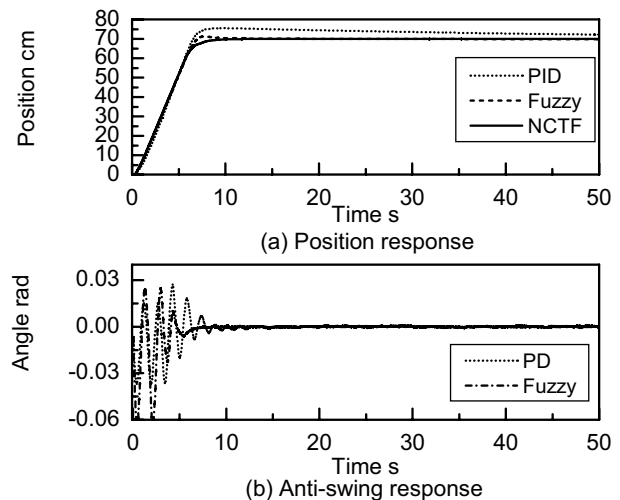 80
70
60
50
40
30
20
10
0
Position cm
PID
Fuzzy
NCTF
0 10 20 30 40 50
Time s
(a) Position response
0.03
0.00
-0.03
-0.06
Angle rad
PD
Fuzzy
0 10 20 30 40 50
Time s
(b) Anti-swing response